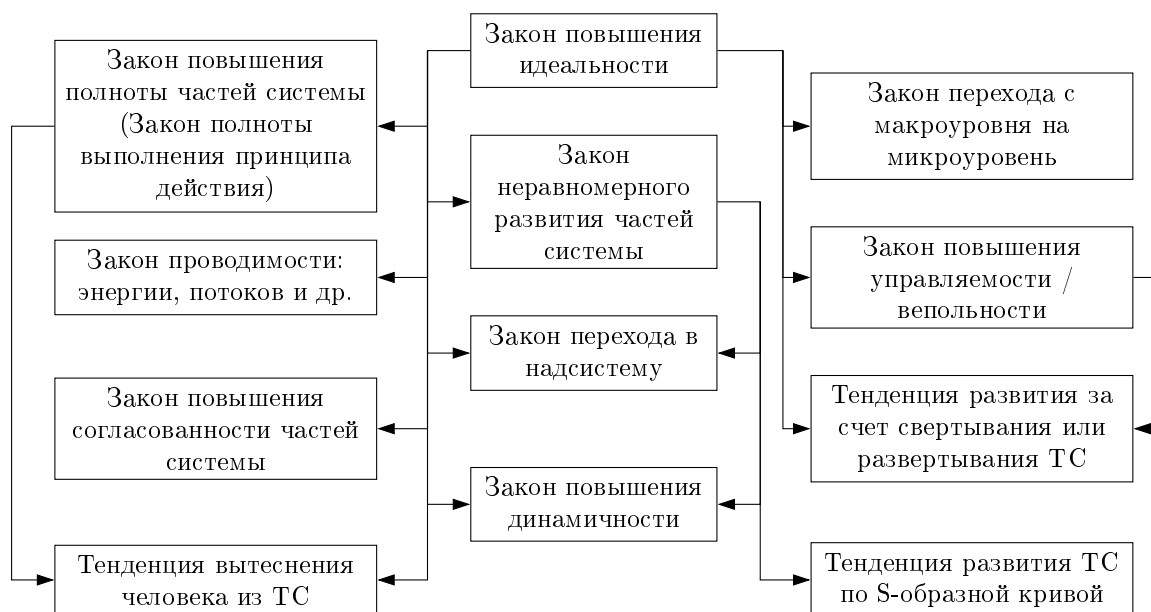 Закон повышения
идеальности
Закон повышения
полноты частей системы
(Закон полноты
выполнения принципа
действия)
Закон перехода с
макроуровня на
микроуровень
Закон
неравномерного
развития частей
системы
Закон проводимости:
энергии, потоков и др.
Закон повышения
управляемости /
вепольности
Закон перехода в
надсистему
Закон повышения
согласованности частей
системы
Тенденция развития за
счет свертывания или
развертывания ТС
Закон повышения
динамичности
Тенденция вытеснения
человека из ТС
Тенденция развития ТС
по S-образной кривой